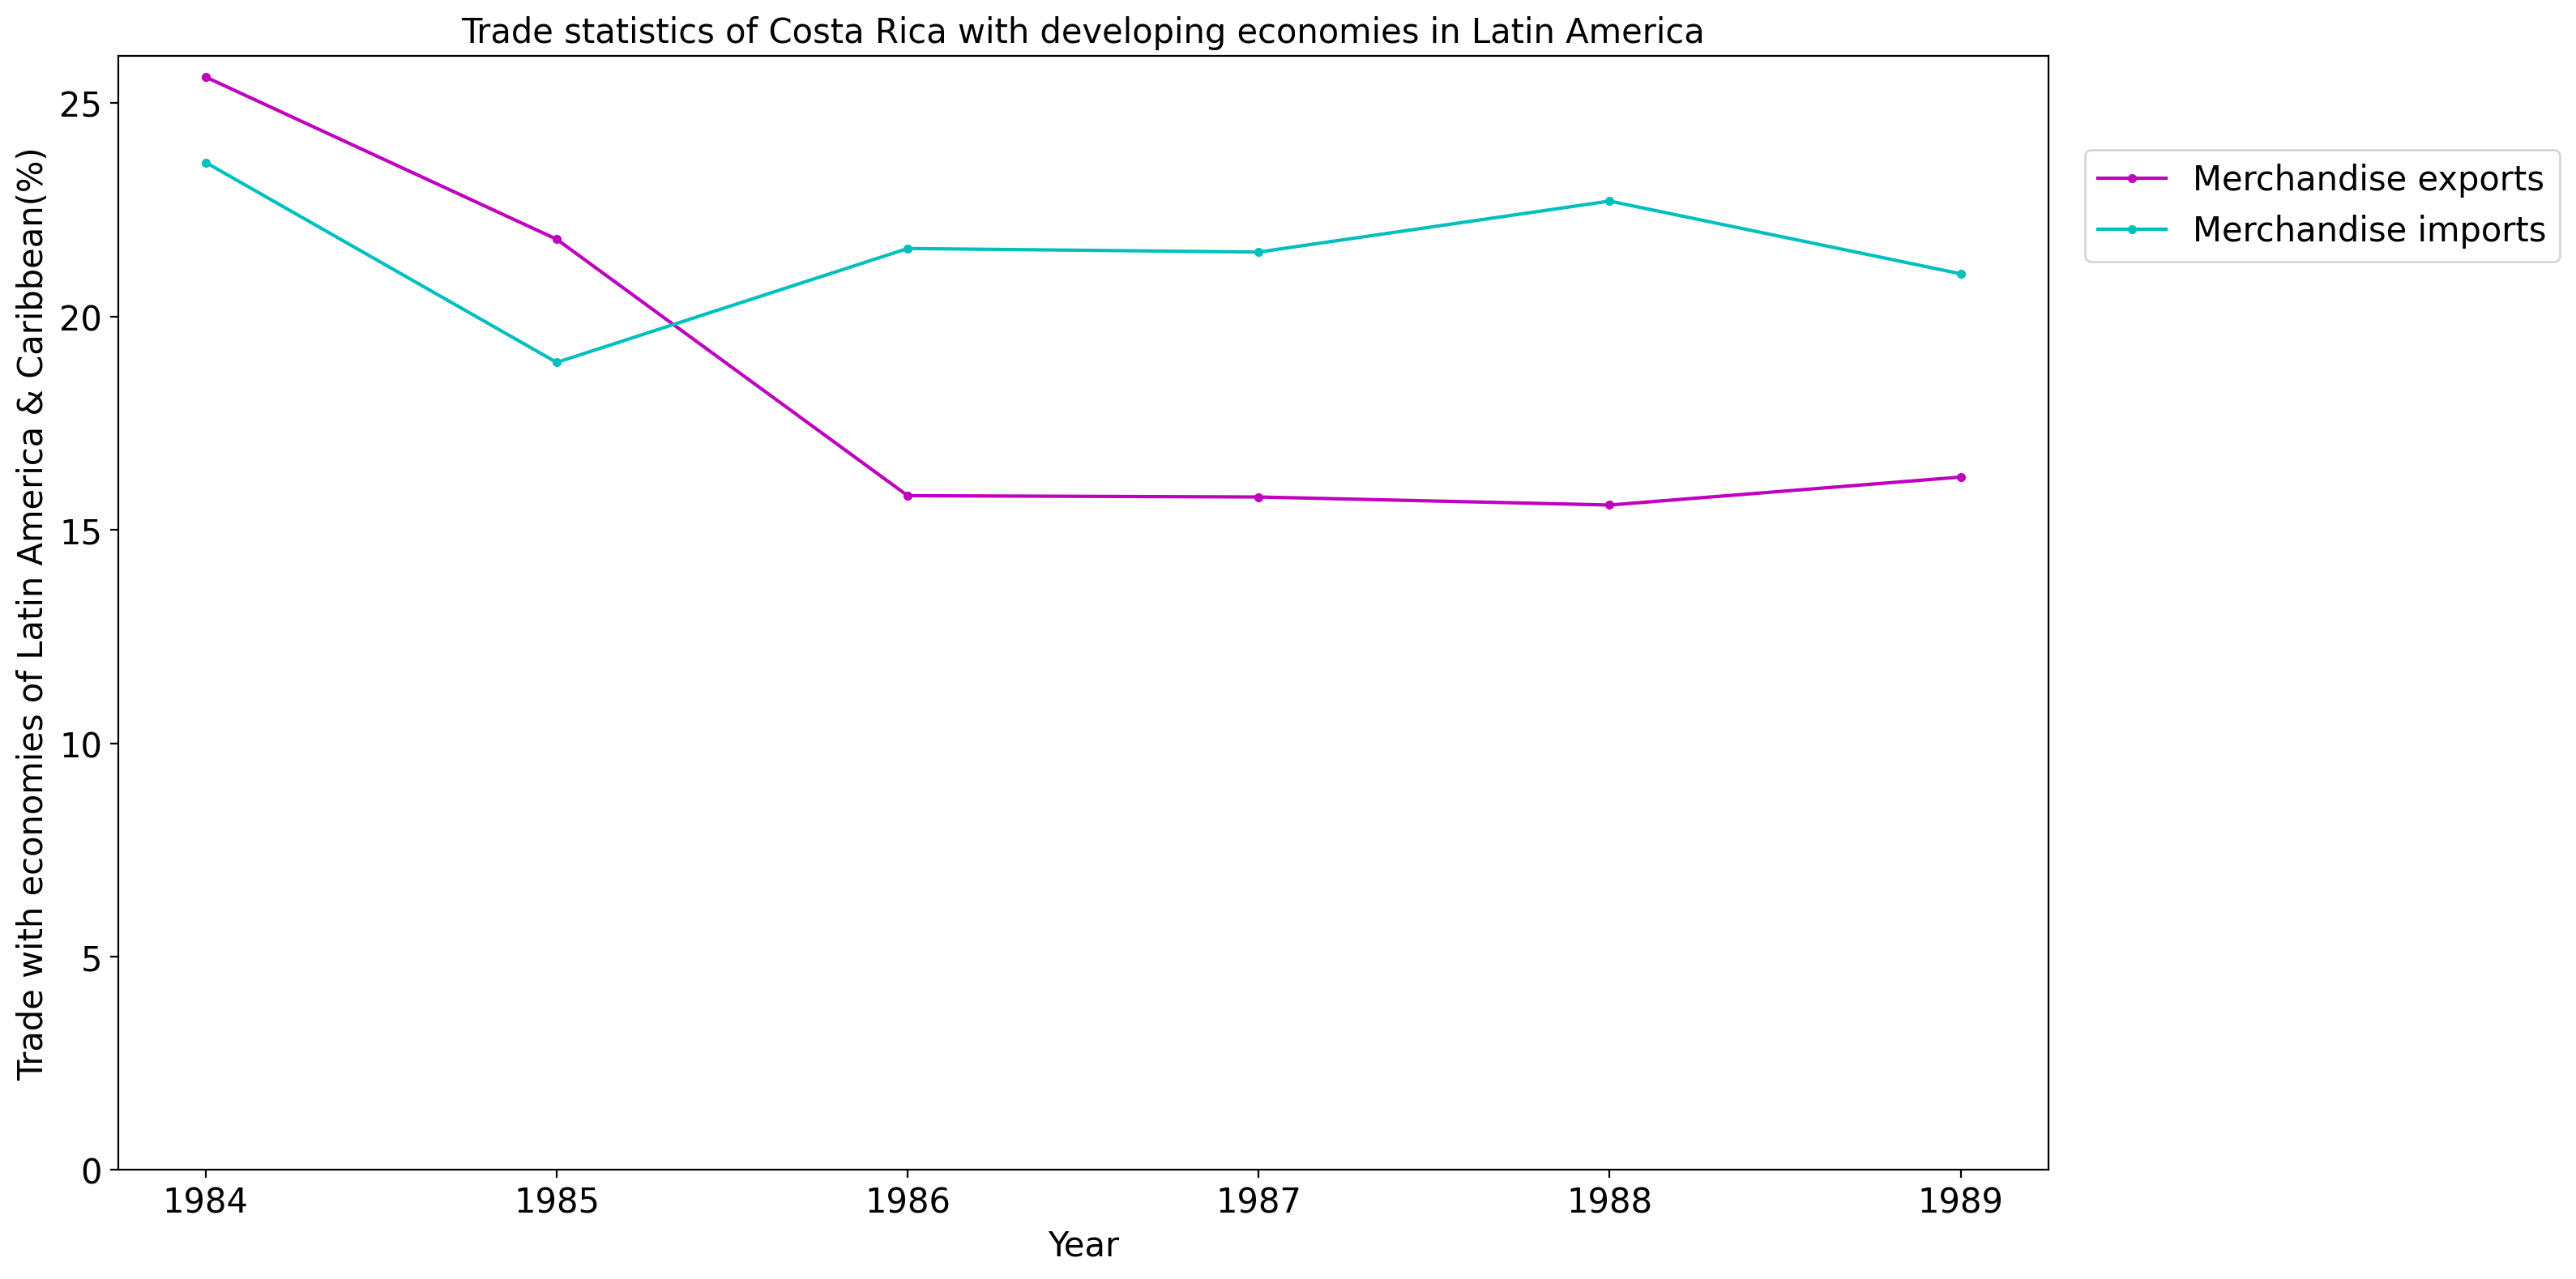 Trade statistics of Costa Rica with developing economies in Latin America
Trade with economies of Latin America & Caribbean(%)
25
20
15
10
5
0
1984 1985 1986 1987 1988 1989
Year
Merchandise exports
Merchandise imports